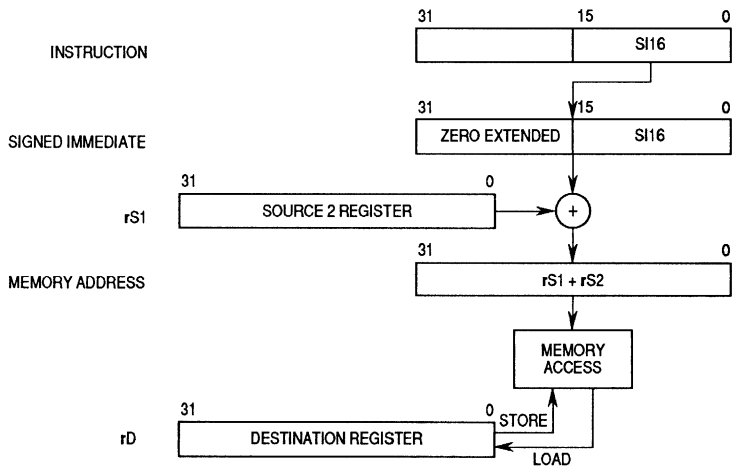 31 15 0
INSTRUCTION SI16
31 15 0
SIGNED IMMEDIATE ZERO EXTENDED SI16
31 0
rS1 SOURCE 2 REGISTER +
31 0
MEMORY ADDRESS rS1 + rS2
MEMORY
ACCESS
31 0 STORE
rD DESTINATION REGISTER
LOAD